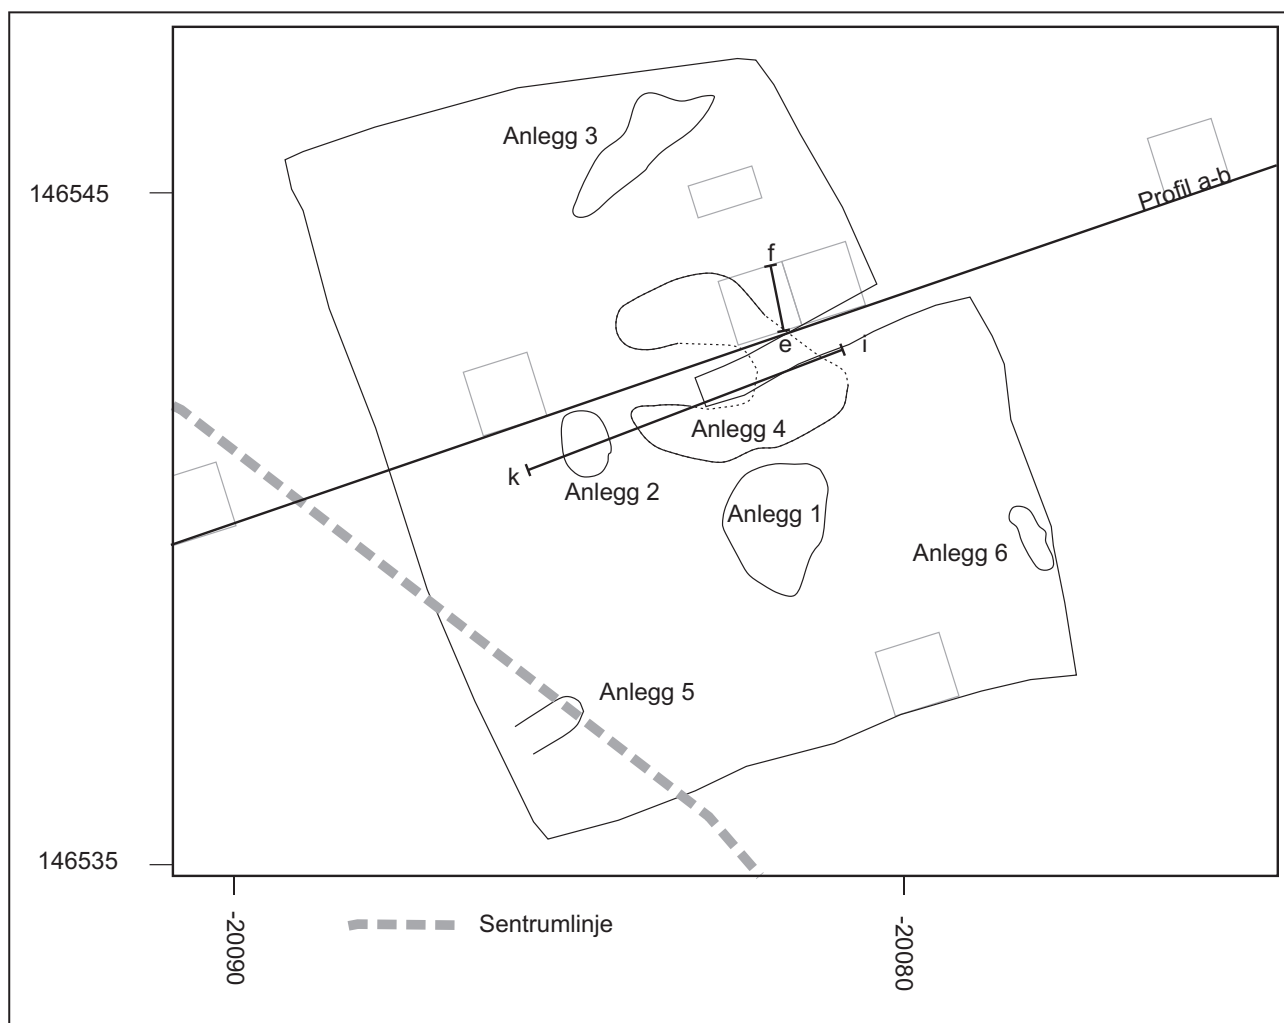 Anlegg 3
146545
Profil a-b
f
e
i
Anlegg 4
k
Anlegg 2
Anlegg 1
Anlegg 6
Anlegg 5
146535
-20090
-20080
Sentrumlinje